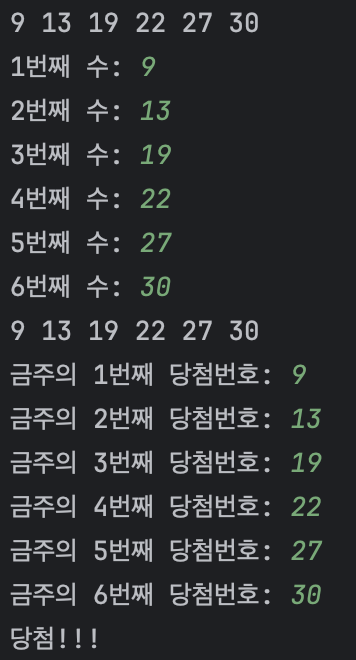 9 13 19 22 27 30
1번째 수: 9
2번째 수: 13
3번째 수: 19
4번째 수: 22
5번째 수: 27
6번째 수: 30
9 13 19 22 27 30
금주의 1번째 당첨번호: 9
금주의 2번째 당첨번호: 13
금주의 3번째 당첨번호: 19
금주의 4번째 당첨번호: 22
금주의 5번째 당첨번호: 27
금주의 6번째 당첨번호: 30
당첨!!!